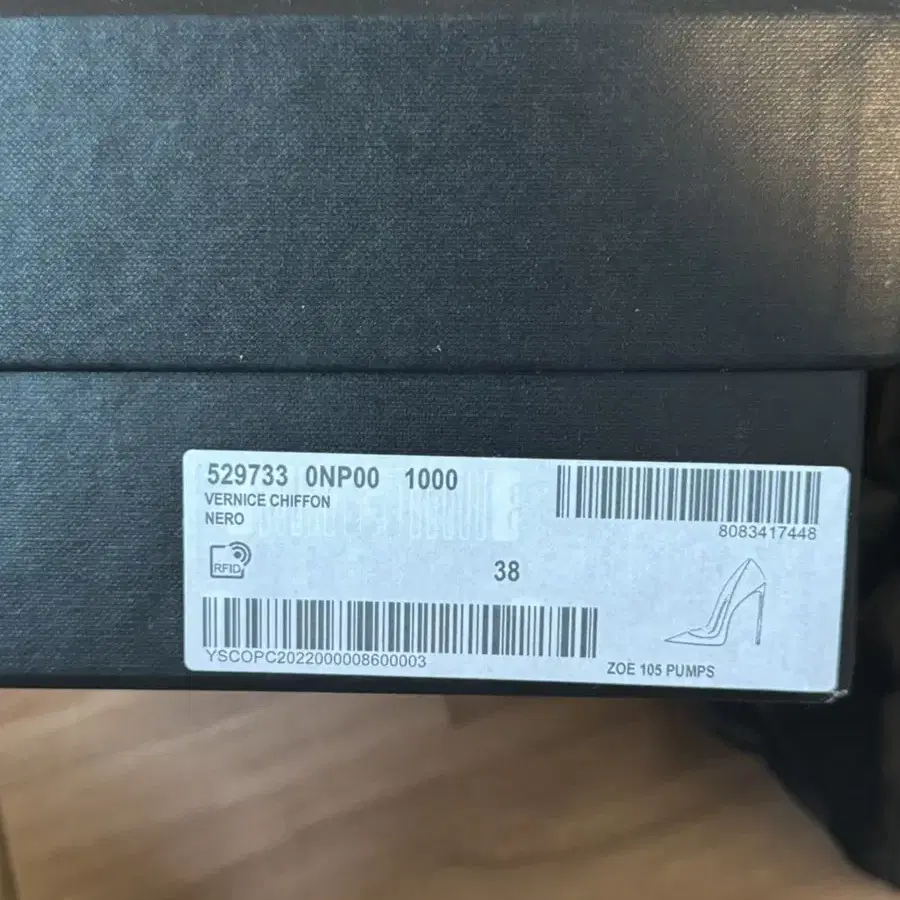 529733 0NP00 1000
VERNICE CHIFFON
NERO
8083417448
RFID
38
YSCOPC2022000008600003
ZOE 105 PUMPS